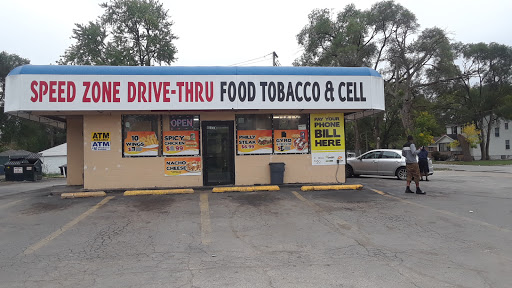 SPEED ZONE DRIVE-THRU FOOD TOBACCO & CELL
OPEN
ATM
ATM
10
WINGS
SPICY
CHICKEN
NACHO
CHEESE
PHILLY
STEAK
GYRO
PAY YOUR
PHONE
BILL
HERE